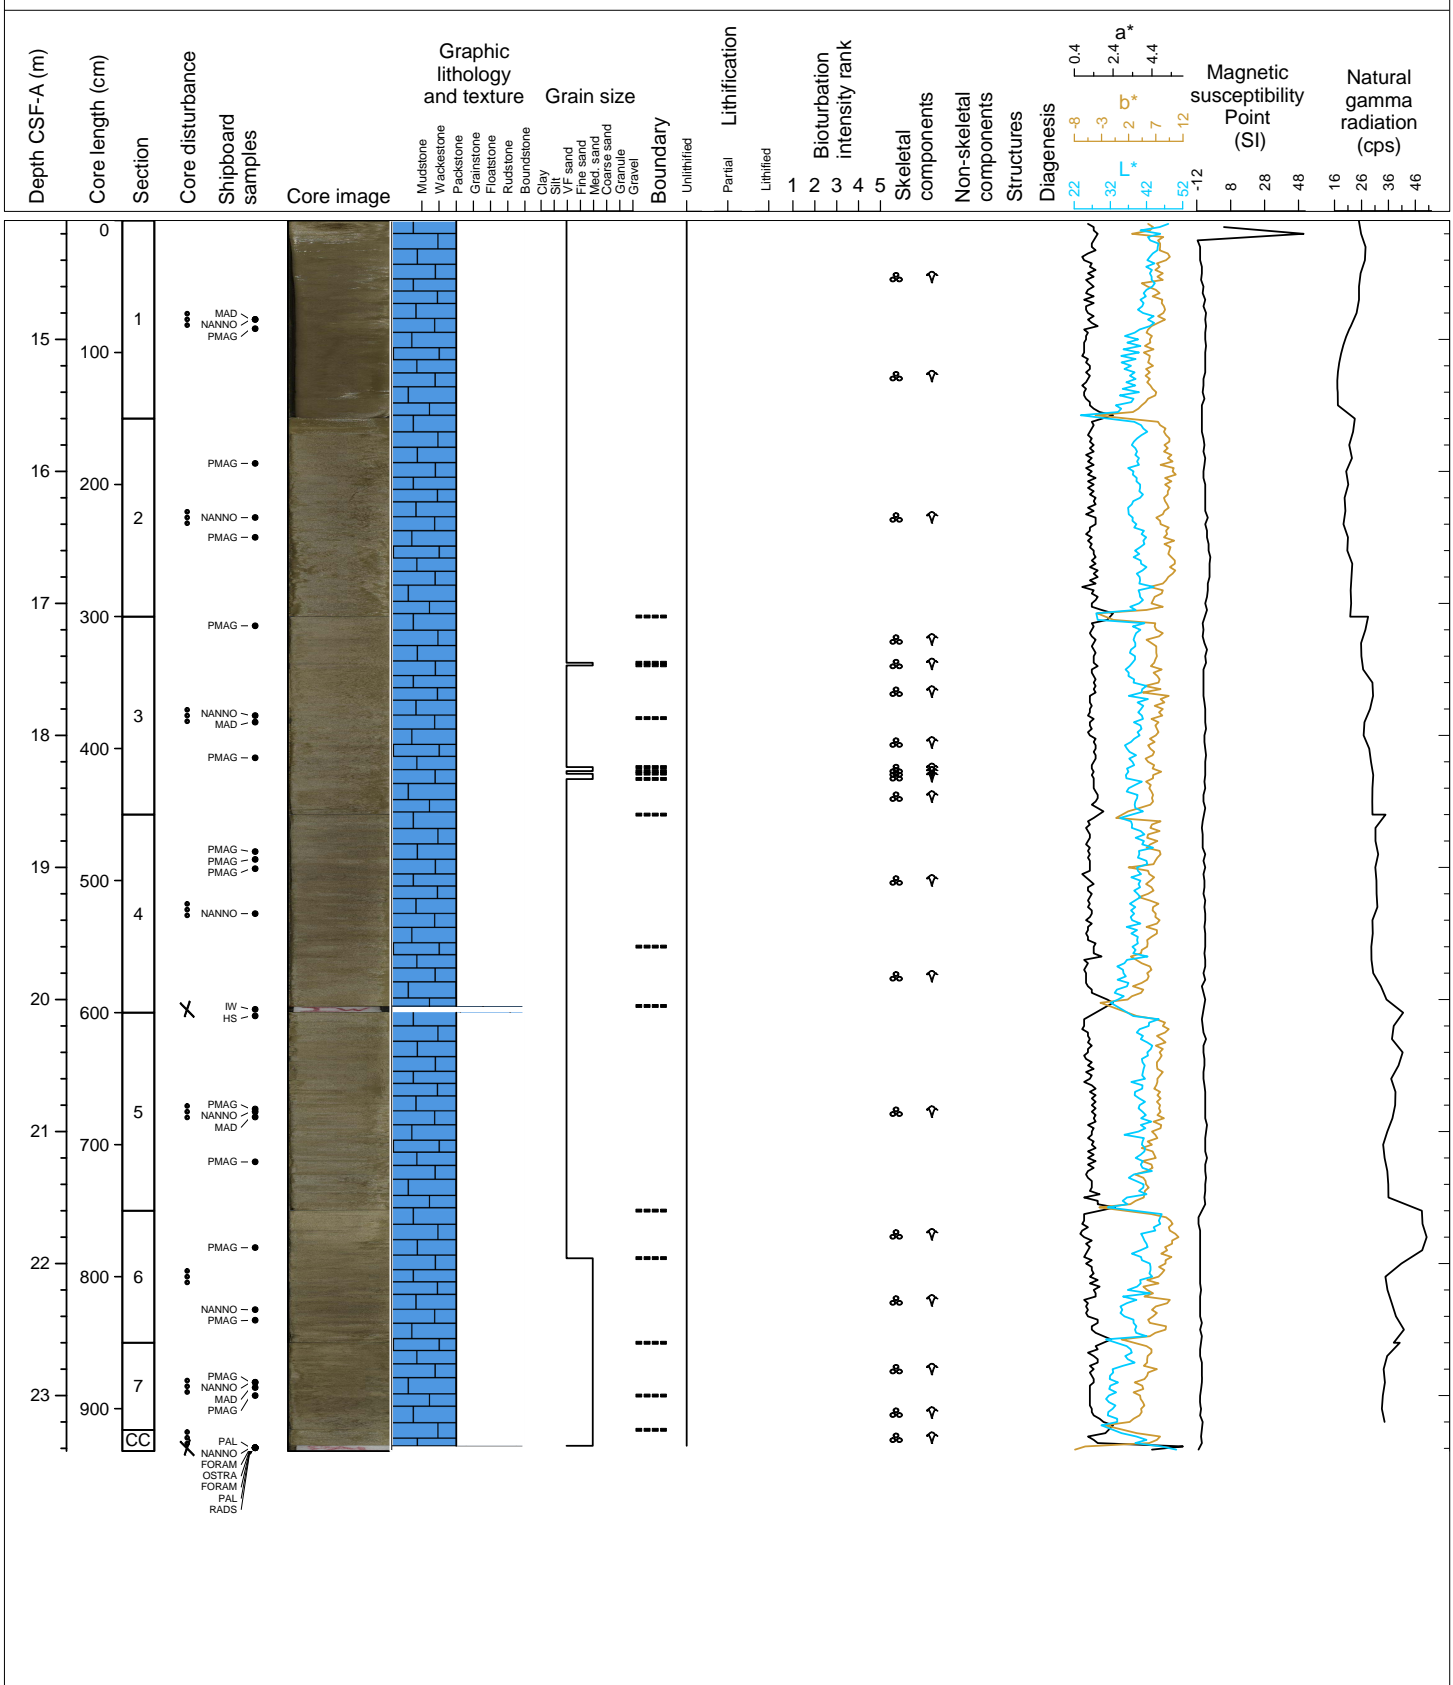 Depth CSF-A (m)
Core length (cm)
Section
Core disturbance
Shipboard
samples
Core image
Graphic
lithology
and texture
Mudstone
Wackestone
Packstone
Grainstone
Floatstone
Rudstone
Boundstone
Grain size
Clay
Silt
VF sand
Fine sand
Med. sand
Coarse sand
Granule
Gravel
Boundary
Lithification
Unlithified
Partial
Lithified
Bioturbation
intensity rank
1 2 3 4 5
Skeletal
components
Non-skeletal
components
Structures
Diagenesis
a*
0.4 2.4 4.4
b*
-8 -3 2 7 12
L*
22 32 42 52
Magnetic
susceptibility
Point
(SI)
-12 8 28 48
Natural
gamma
radiation
(cps)
16 26 36 46
0
1
MAD
NANNO
PMAG
15
100
PMAG
16
200
2
NANNO
PMAG
17
300
PMAG
3
NANNO
MAD
18
400
PMAG
PMAG
PMAG
PMAG
19
500
4
NANNO
20
600
IW
HS
PMAG
5
NANNO
MAD
21
700
PMAG
PMAG
22
800
6
NANNO
PMAG
PMAG
7
NANNO
MAD
PMAG
23
900
CC
PAL
NANNO
FORAM
OSTRA
FORAM
PAL
RADS